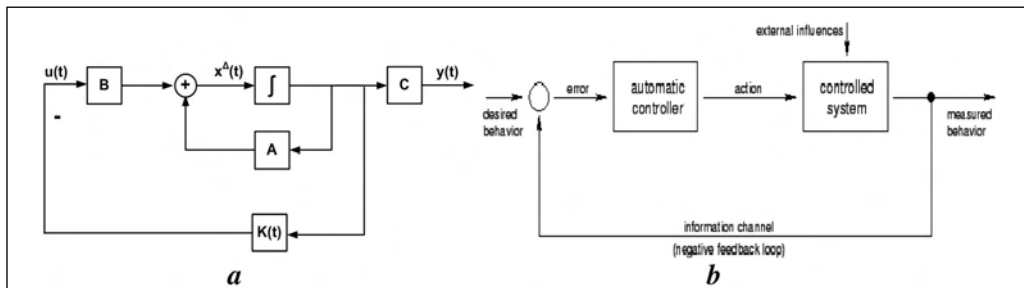 u(t)
B
+
x^Δ(t)
∫
C
y(t)
-
A
K(t)
a
external influences
desired
behavior
error
automatic
controller
action
controlled
system
measured
behavior
information channel
(negative feedback loop)
b